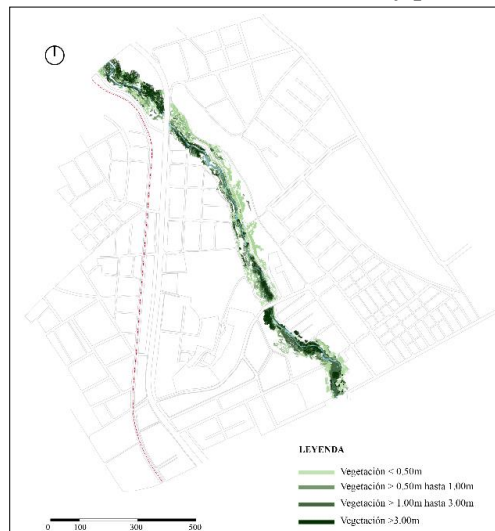 LEYENDA
Vegetación < 0,50m
Vegetación > 0,50m hasta 1,00m
Vegetación > 1.00m hasta 3.00m
Vegetación >3.00m
0 100 300 500